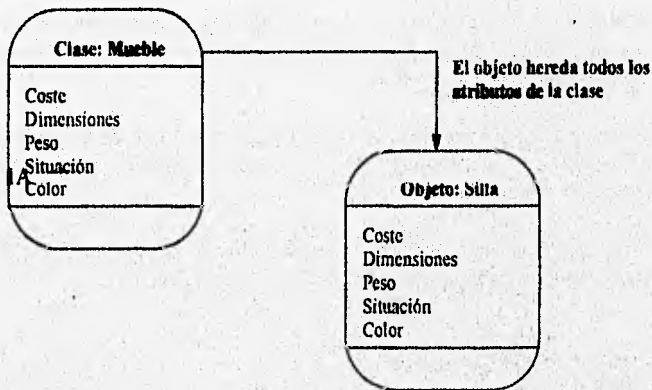 Clase: Mueble
Coste
Dimensiones
Peso
Situación
Color
El objeto hereda todos los
atributos de la clase
Objeto: Silla
Coste
Dimensiones
Peso
Situación
Color